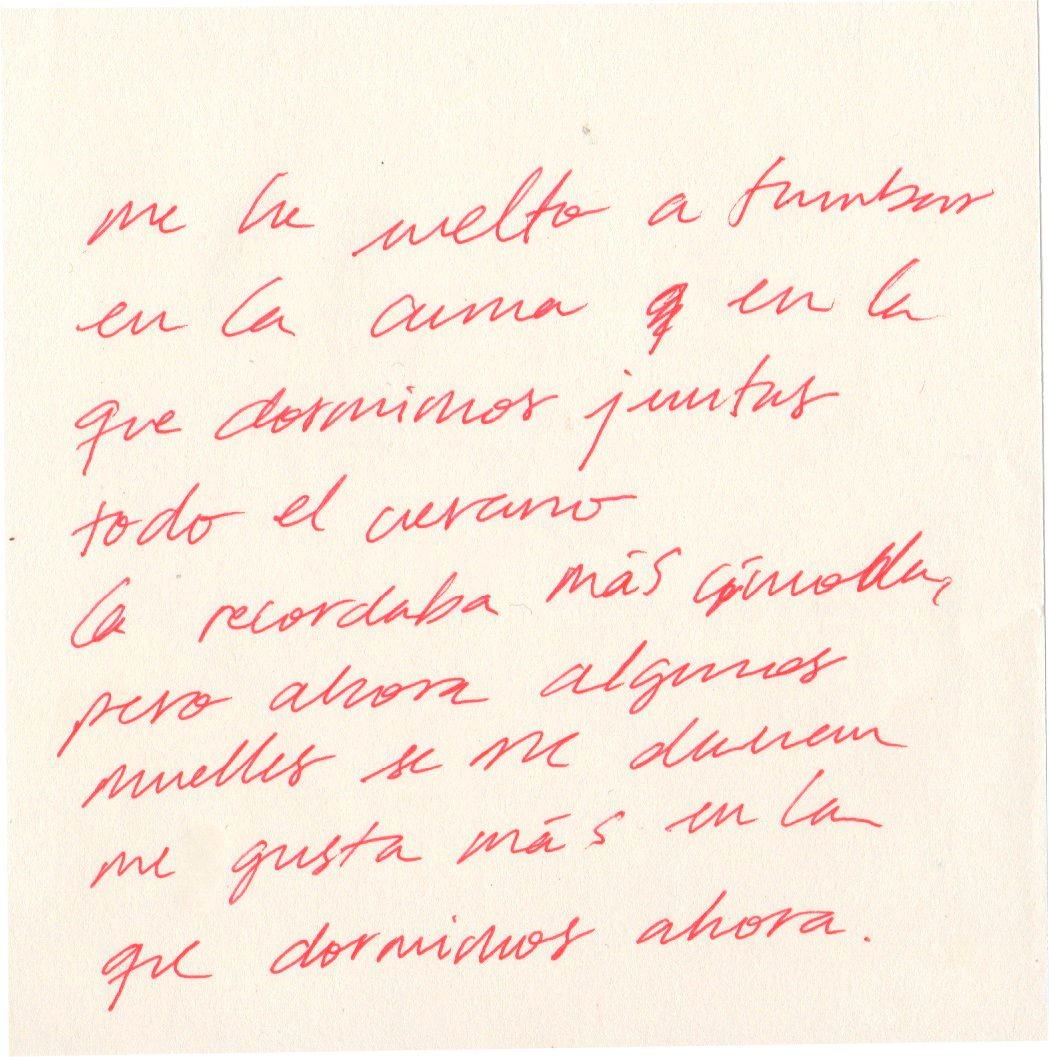 me he vuelto a tumbar
en la cama en la
que dormimos juntas
todo el verano
la recordaba más cómoda,
pero ahora algunos
muelles se me clavan
me gusta más en la
que dormimos ahora.